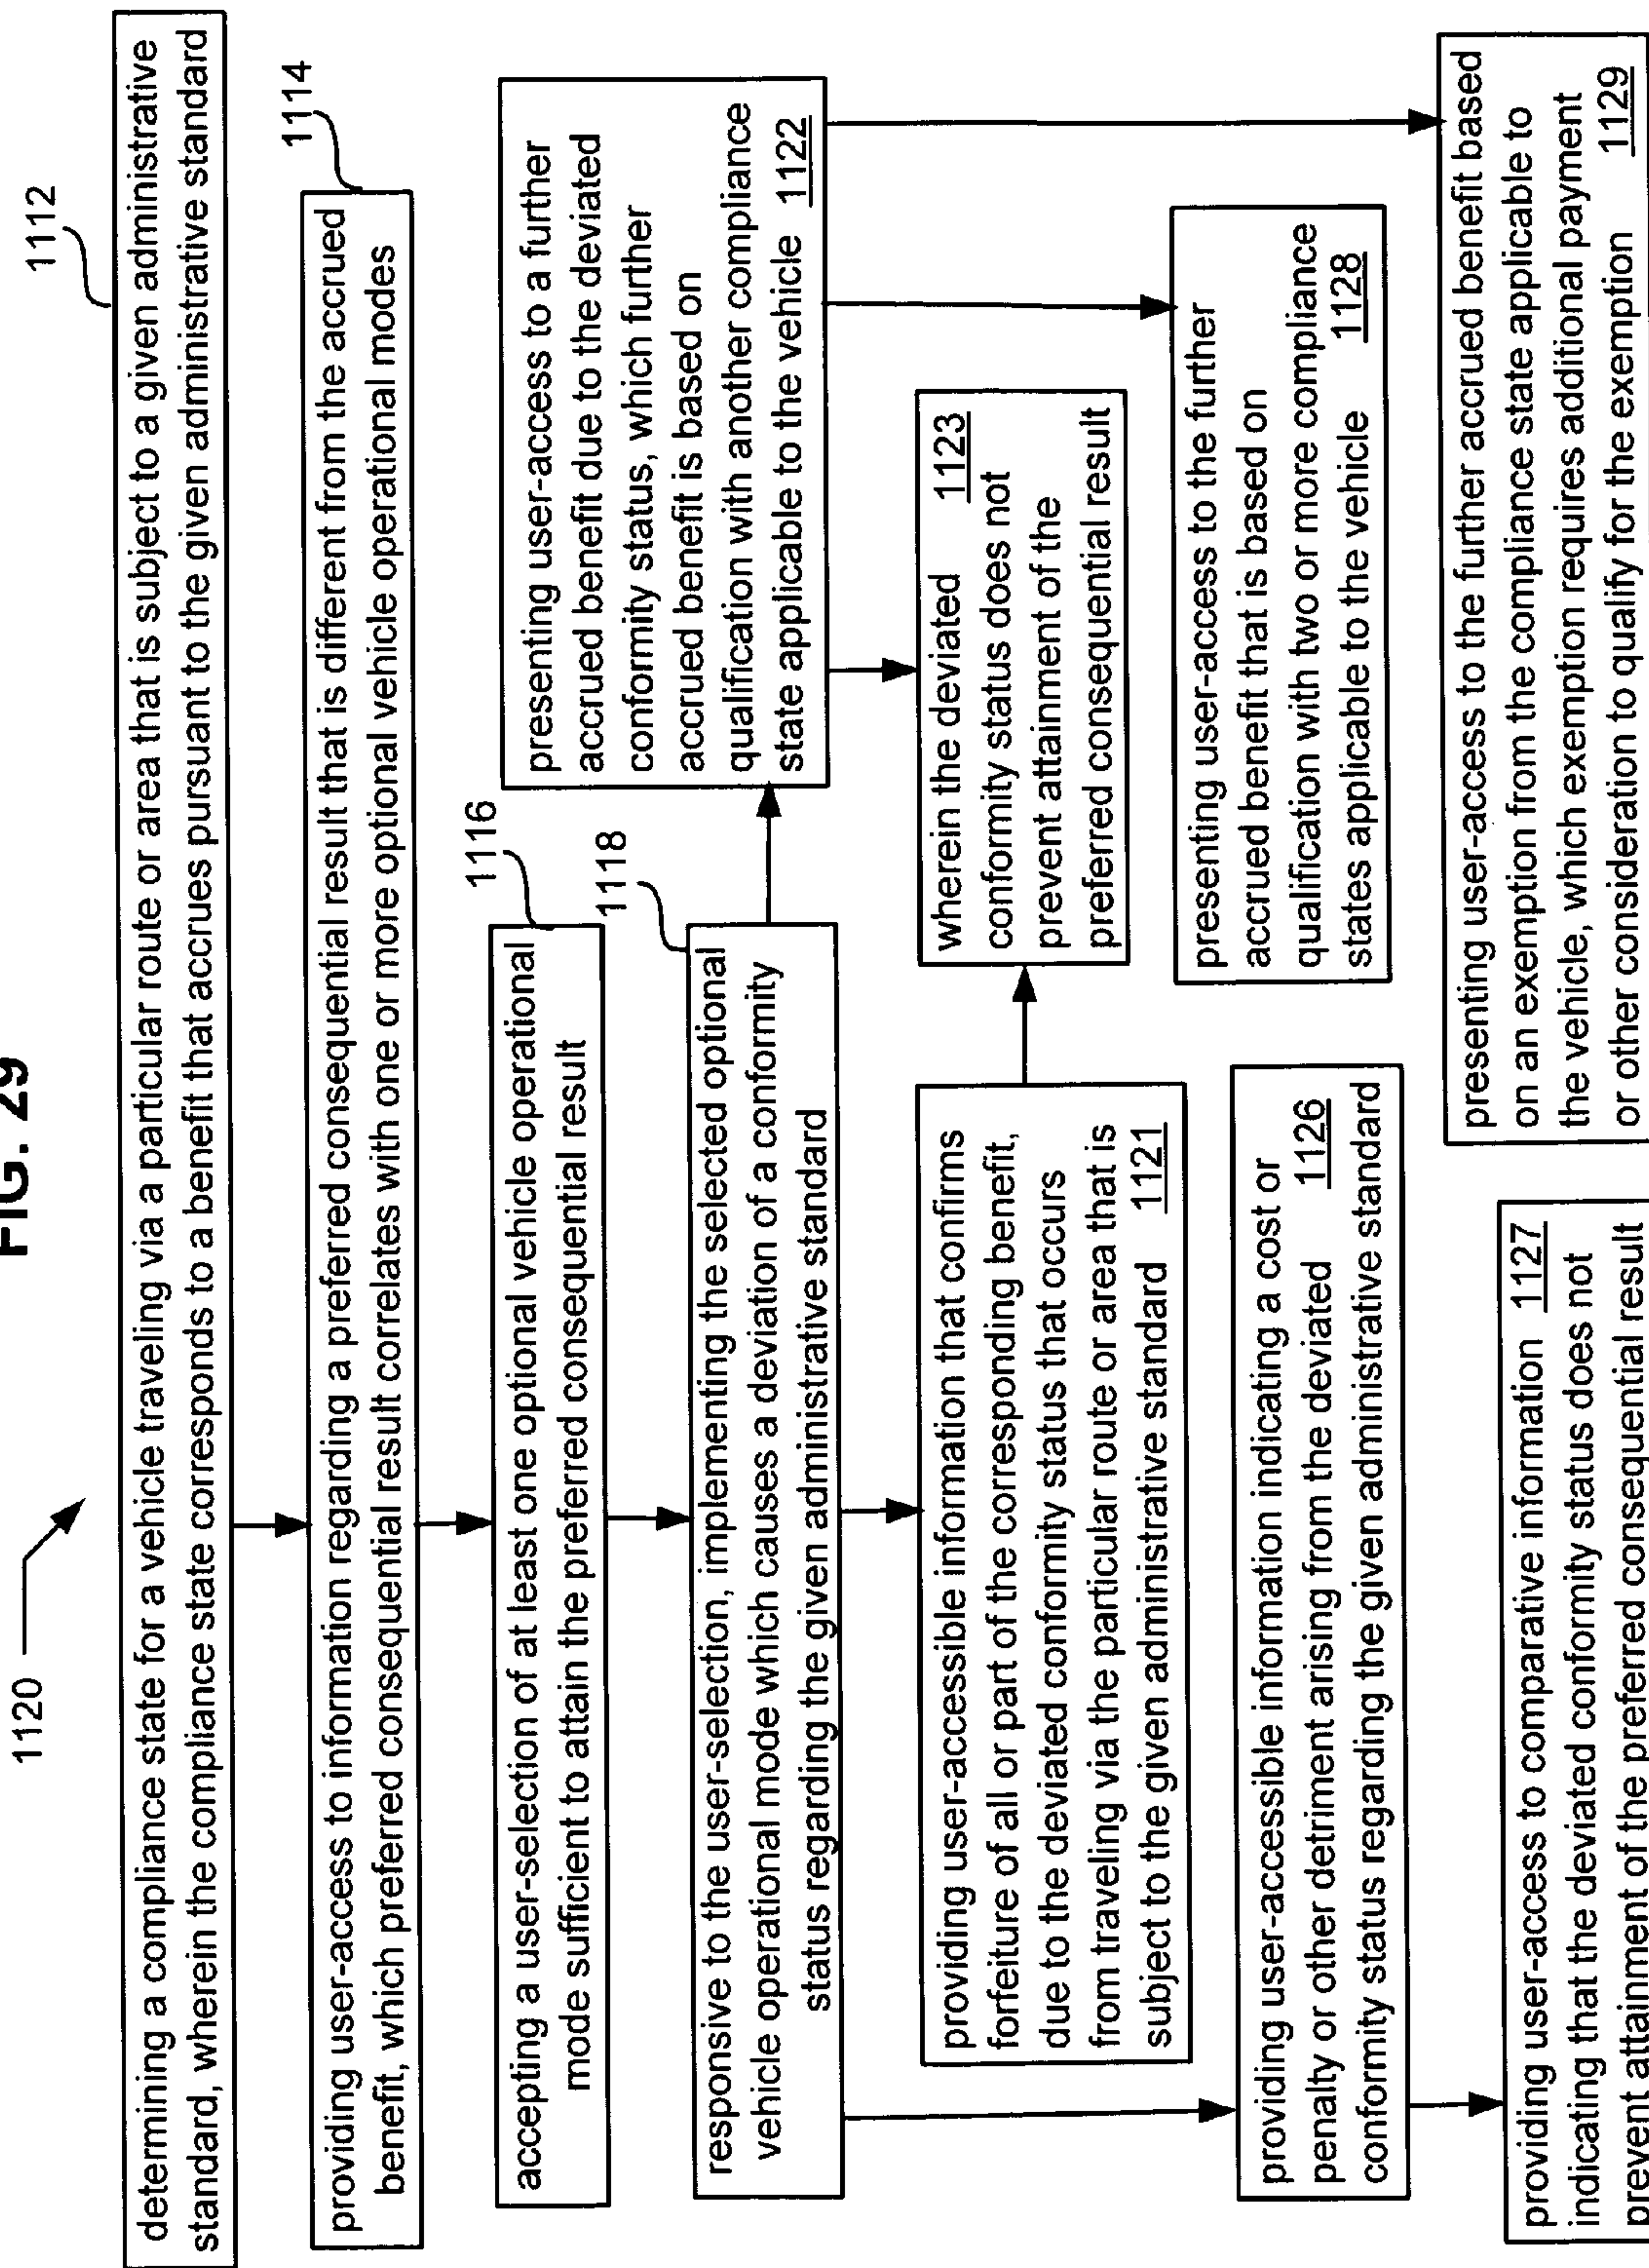 FIG. 29
1120
1112
determining a compliance state for a vehicle traveling via a particular route or area that is subject to a given administrative
standard, wherein the compliance state corresponds to a benefit that accrues pursuant to the given administrative standard
1114
providing user-access to information regarding a preferred consequential result that is different from the accrued
benefit, which preferred consequential result correlates with one or more optional vehicle operational modes
1116
accepting a user-selection of at least one optional vehicle operational
mode sufficient to attain the preferred consequential result
1118
responsive to the user-selection, implementing the selected optional
vehicle operational mode which causes a deviation of a conformity
status regarding the given administrative standard
presenting user-access to a further
accrued benefit due to the deviated
conformity status, which further
accrued benefit is based on
qualification with another compliance
state applicable to the vehicle 1122
providing user-accessible information that confirms
forfeiture of all or part of the corresponding benefit,
due to the deviated conformity status that occurs
from traveling via the particular route or area that is
subject to the given administrative standard 1121
wherein the deviated 1123
conformity status does not
prevent attainment of the
preferred consequential result
providing user-accessible information indicating a cost or
penalty or other detriment arising from the deviated 1126
conformity status regarding the given administrative standard
presenting user-access to the further
accrued benefit that is based on
qualification with two or more compliance
states applicable to the vehicle 1128
providing user-access to comparative information 1127
indicating that the deviated conformity status does not
prevent attainment of the preferred consequential result
presenting user-access to the further accrued benefit based
on an exemption from the compliance state applicable to
the vehicle, which exemption requires additional payment
or other consideration to qualify for the exemption 1129